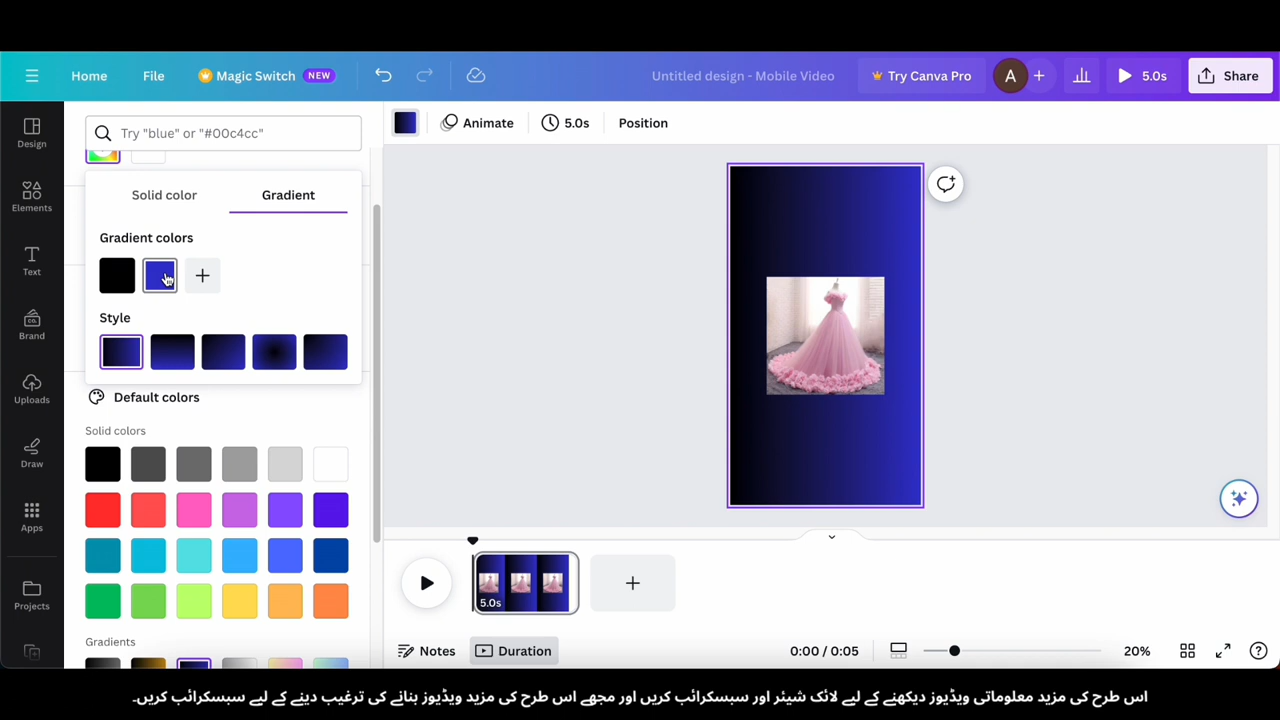 Home
File
Magic Switch
NEW
Untitled design - Mobile Video
Try Canva Pro
A
5.0s
Share
Design
Elements
Text
Brand
CO.
Uploads
Draw
Apps
Projects
Try "blue" or "#00c4cc"
Animate
5.0s
Position
Solid color
Gradient
Gradient colors
Style
Default colors
Solid colors
Gradients
5.0s
Notes
Duration
0:00 / 0:05
20%
اس طرح کی مزید معلوماتی ویڈیوز دیکھنے کے لیے لائک شیئر اور سبسکرائب کریں اور مجھے اس طرح کی مزید ویڈیوز بنانے کی ترغیب دینے کے لیے سبسکرائب کریں۔